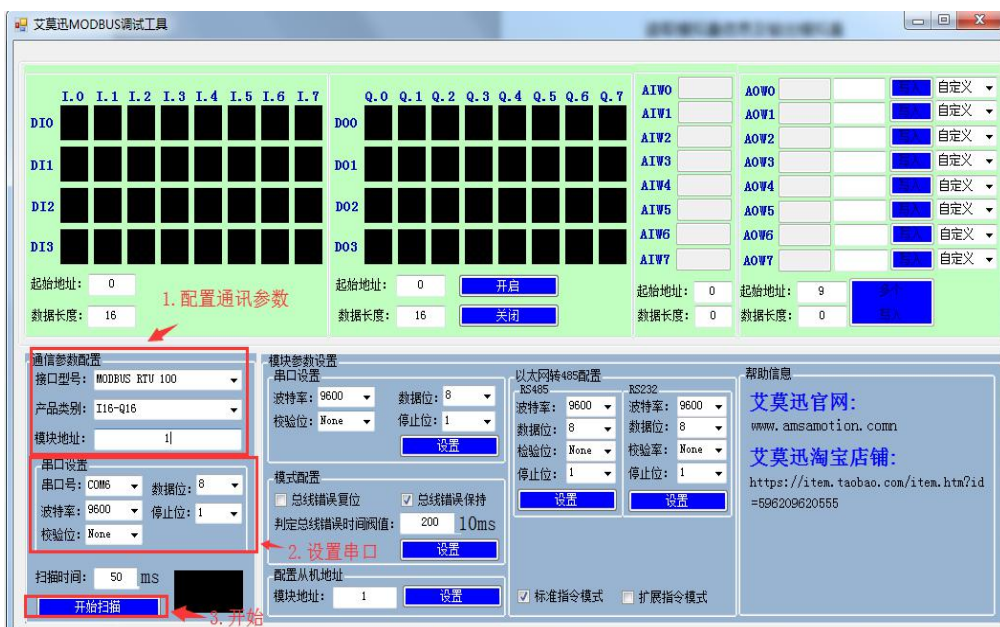 艾莫迅MODBUS调试工具
I.0 I.1 I.2 I.3 I.4 I.5 I.6 I.7
DI0
DI1
DI2
DI3
起始地址: 0
数据长度: 16
Q.0 Q.1 Q.2 Q.3 Q.4 Q.5 Q.6 Q.7
DO0
DO1
DO2
DO3
起始地址: 0 开启
数据长度: 16 关闭
AIW0
AIW1
AIW2
AIW3
AIW4
AIW5
AIW6
AIW7
起始地址: 0
数据长度: 0
AOW0 自定义
AOW1 自定义
AOW2 自定义
AOW3 自定义
AOW4 自定义
AOW5 自定义
AOW6 自定义
AOW7 自定义
起始地址: 9
数据长度: 0
1.配置通讯参数
通信参数配置
接口型号: MODBUS RTU 100
产品类别: I16-Q16
模块地址: 1
串口设置
串口号: COM6 数据位: 8
波特率: 9600 停止位: 1
校验位: None
2.设置串口
扫描时间: 50 ms
开始扫描
3.开始
模块参数设置
串口设置
波特率: 9600 数据位: 8
校验位: None 停止位: 1
设置
模式配置
总线错误复位 总线错误保持
判定总线错误时间阀值: 200 10ms
设置
配置从机地址
模块地址: 1 设置
以太网转485配置
RS485
波特率: 9600
数据位: 8
检验位: None
停止位: 1
设置
RS232
波特率: 9600
数据位: 8
校验率: None
停止位: 1
设置
标准指令模式 扩展指令模式
帮助信息
艾莫迅官网:
www.amsamotion.comn
艾莫迅淘宝店铺:
https://item.taobao.com/item.htm?id
=596209620555